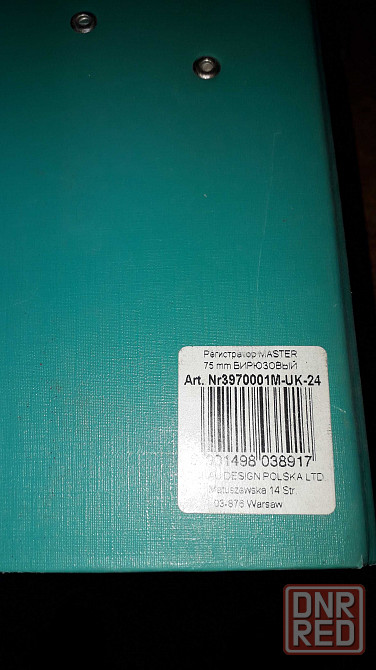 Регистратор MASTER
75 mm БИРЮЗОВЫЙ
Art. Nr3970001M-UK-24
001498 038917
DESIGN POLSKA LTD
Matuszewska 14 Str.
03-876 Warsaw
DNR
RED